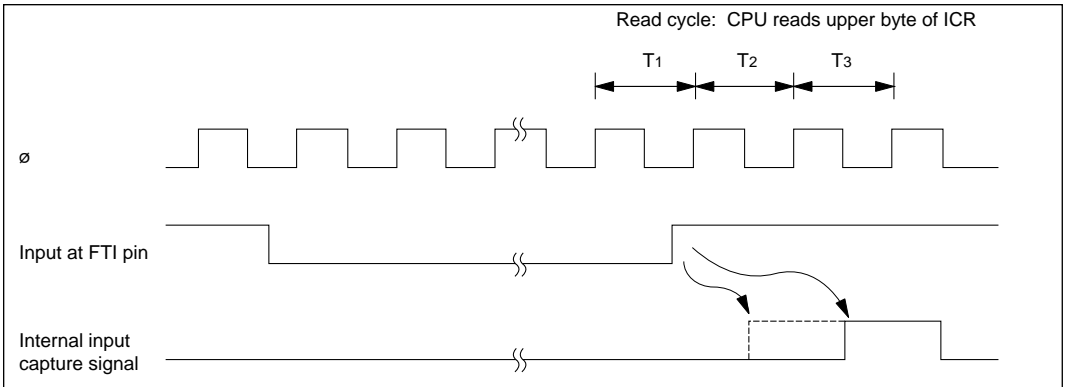 Read cycle: CPU reads upper byte of ICR
T1 T2 T3
ø
Input at FTI pin
Internal input
capture signal